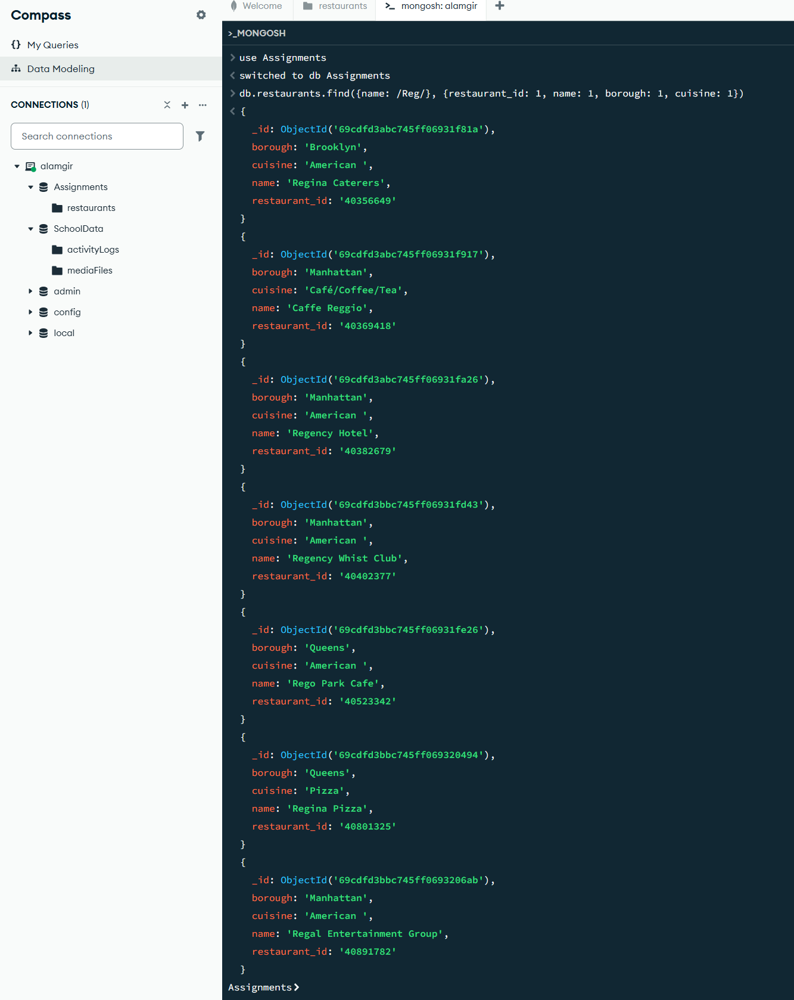 Compass
My Queries
Data Modeling
CONNECTIONS (1)
Search connections
alamgir
Assignments
restaurants
SchoolData
activityLogs
mediaFiles
admin
config
local
Welcome
restaurants
mongosh: alamgir
>_MONGOSH
> use Assignments
< switched to db Assignments
> db.restaurants.find({name: /Reg/}, {restaurant_id: 1, name: 1, borough: 1, cuisine: 1})
< {
_id: ObjectId('69cdfd3abc745ff06931f81a'),
borough: 'Brooklyn',
cuisine: 'American ',
name: 'Regina Caterers',
restaurant_id: '40356649'
}
{
_id: ObjectId('69cdfd3abc745ff06931f917'),
borough: 'Manhattan',
cuisine: 'Café/Coffee/Tea',
name: 'Caffe Reggio',
restaurant_id: '40369418'
}
{
_id: ObjectId('69cdfd3abc745ff06931fa26'),
borough: 'Manhattan',
cuisine: 'American ',
name: 'Regency Hotel',
restaurant_id: '40382679'
}
{
_id: ObjectId('69cdfd3bbc745ff06931fd43'),
borough: 'Manhattan',
cuisine: 'American ',
name: 'Regency Whist Club',
restaurant_id: '40402377'
}
{
_id: ObjectId('69cdfd3bbc745ff06931fe26'),
borough: 'Queens',
cuisine: 'American ',
name: 'Rego Park Cafe',
restaurant_id: '40523342'
}
{
_id: ObjectId('69cdfd3bbc745ff069320494'),
borough: 'Queens',
cuisine: 'Pizza',
name: 'Regina Pizza',
restaurant_id: '40801325'
}
{
_id: ObjectId('69cdfd3bbc745ff0693206ab'),
borough: 'Manhattan',
cuisine: 'American ',
name: 'Regal Entertainment Group',
restaurant_id: '40891782'
}
Assignments>